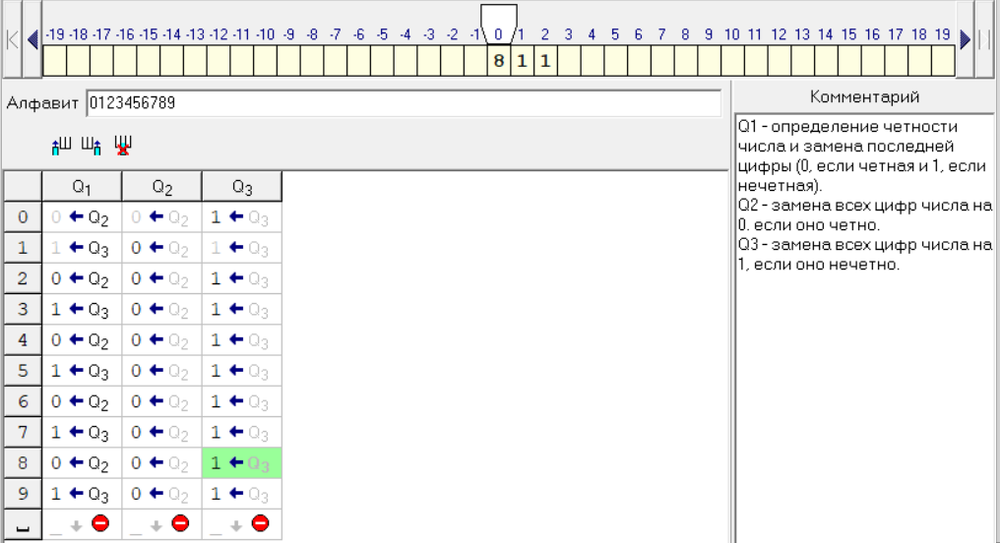 -19 -18 -17 -16 -15 -14 -13 -12 -11 -10 -9 -8 -7 -6 -5 -4 -3 -2 -1 0 1 2 3 4 5 6 7 8 9 10 11 12 13 14 15 16 17 18 19
8 1 1
Алфавит 0123456789
Q1 Q2 Q3
0 0 ← Q2 0 ← Q2 1 ← Q3
1 1 ← Q3 0 ← Q2 1 ← Q3
2 0 ← Q2 0 ← Q2 1 ← Q3
3 1 ← Q3 0 ← Q2 1 ← Q3
4 0 ← Q2 0 ← Q2 1 ← Q3
5 1 ← Q3 0 ← Q2 1 ← Q3
6 0 ← Q2 0 ← Q2 1 ← Q3
7 1 ← Q3 0 ← Q2 1 ← Q3
8 0 ← Q2 0 ← Q2 1 ← Q3
9 1 ← Q3 0 ← Q2 1 ← Q3
␣ _ ↓ _ ↓ _ ↓
Комментарий
Q1 - определение четности
числа и замена последней
цифры (0, если четная и 1, если
нечетная).
Q2 - замена всех цифр числа на
0. если оно четно.
Q3 - замена всех цифр числа на
1, если оно нечетно.